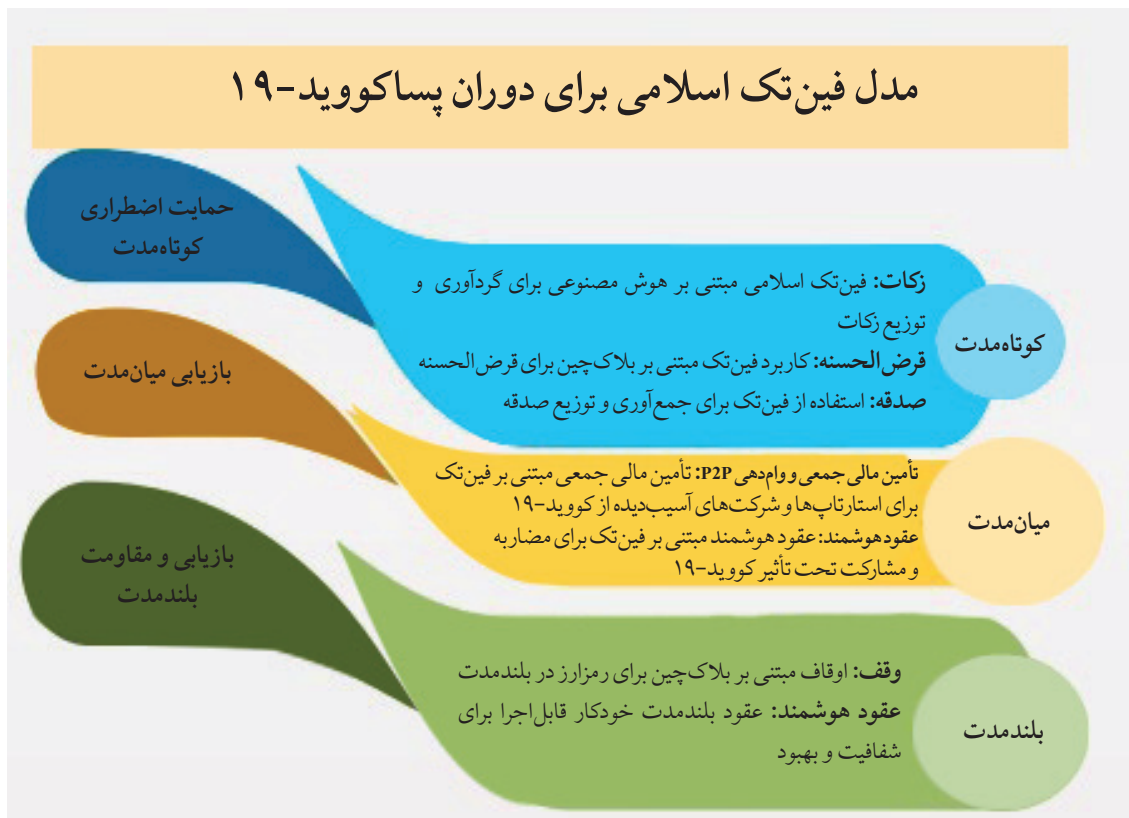 مدل فین‌تک اسلامی برای دوران پساکووید-۱۹
کوتاه‌مدت
زکات: فین‌تک اسلامی مبتنی بر هوش مصنوعی برای گردآوری و
توزیع زکات
قرض‌الحسنه: کاربرد فین‌تک مبتنی بر بلاک‌چین برای قرض‌الحسنه
صدقه: استفاده از فین‌تک برای جمع‌آوری و توزیع صدقه
حمایت اضطراری
کوتاه‌مدت
میان‌مدت
تأمین مالی جمعی و وام‌دهی P2P: تأمین مالی جمعی مبتنی بر فین‌تک
برای استارتاپ‌ها و شرکت‌های آسیب‌دیده از کووید-۱۹
عقود هوشمند: عقود هوشمند مبتنی بر فین‌تک برای مضاربه
و مشارکت تحت تأثیر کووید-۱۹
بازیابی میان‌مدت
بلندمدت
وقف: اوقاف مبتنی بر بلاک‌چین برای رمزارز در بلندمدت
عقود هوشمند: عقود بلندمدت خودکار قابل‌اجرا برای
شفافیت و بهبود
بازیابی و مقاومت
بلندمدت